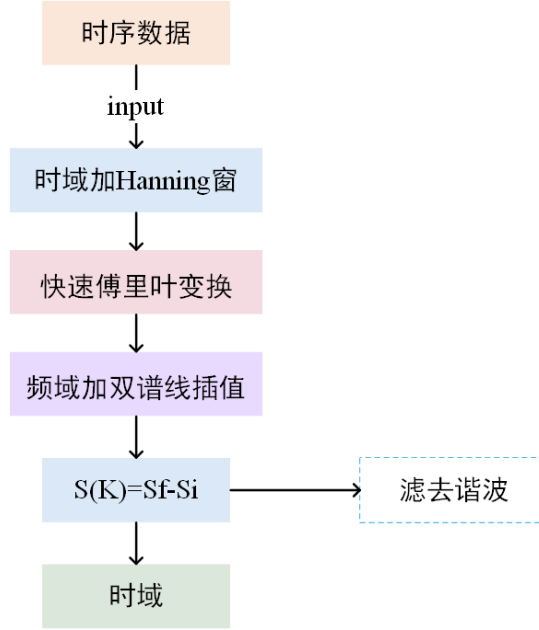 时序数据
input
时域加Hanning窗
快速傅里叶变换
频域加双谱线插值
S(K)=Sf-Si
滤去谐波
时域